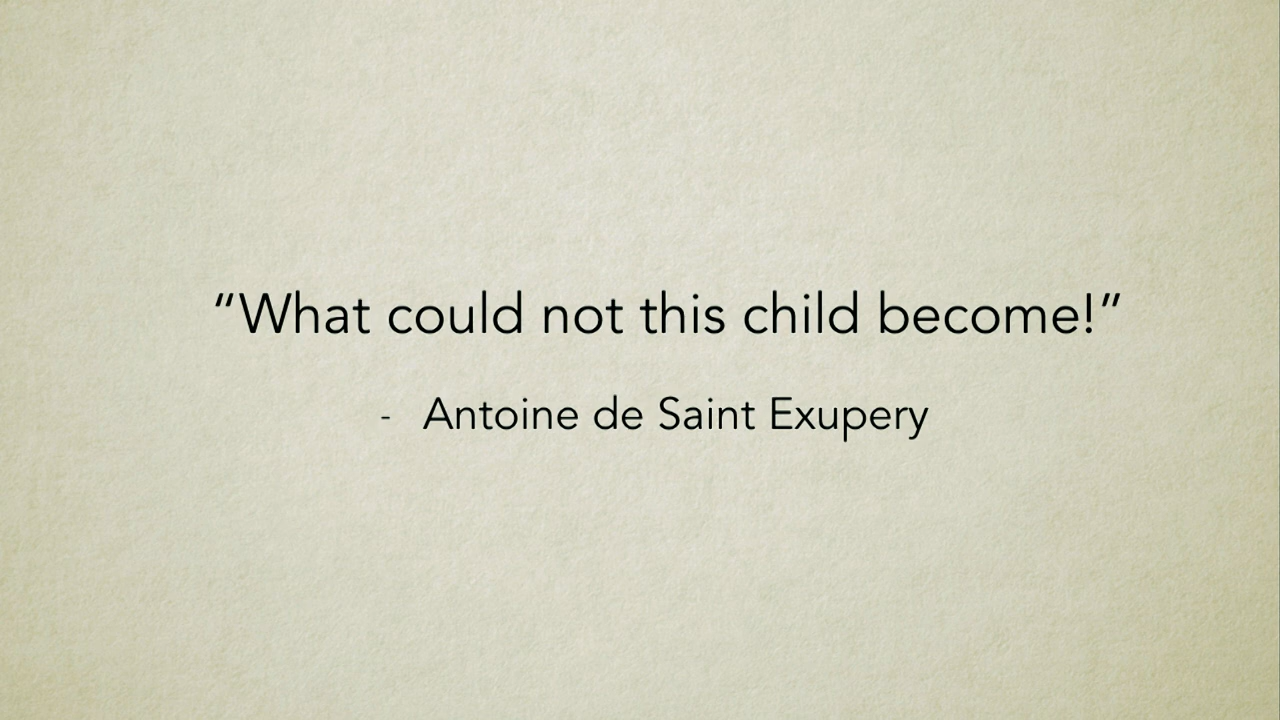 “What could not this child become!”
- Antoine de Saint Exupery